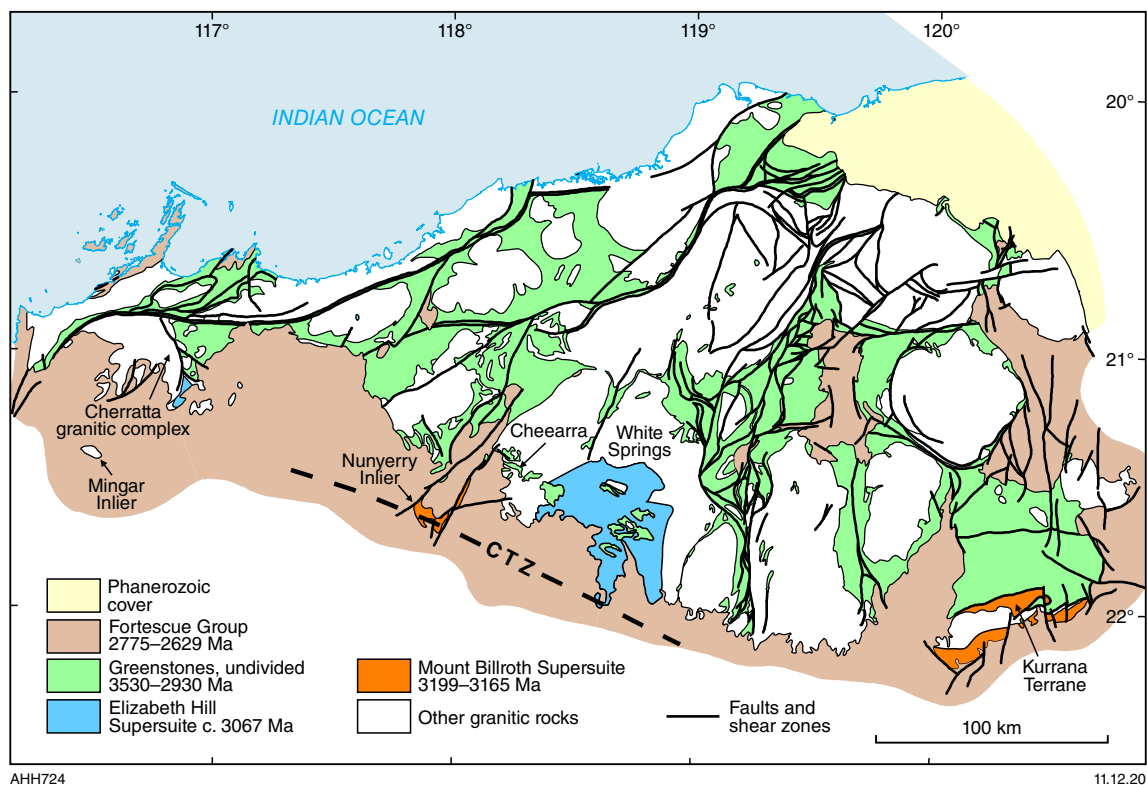 117°
118°
119°
120°
20°
INDIAN OCEAN
21°
Cherratta
granitic complex
Cheearra
White
Springs
Nunyerry
Inlier
Mingar
Inlier
CTZ
22°
Kurrana
Terrane
Phanerozoic
cover
Fortescue Group
2775–2629 Ma
Greenstones, undivided
3530–2930 Ma
Elizabeth Hill
Supersuite c. 3067 Ma
Mount Billroth Supersuite
3199–3165 Ma
Other granitic rocks
Faults and
shear zones
100 km
AHH724
11.12.20